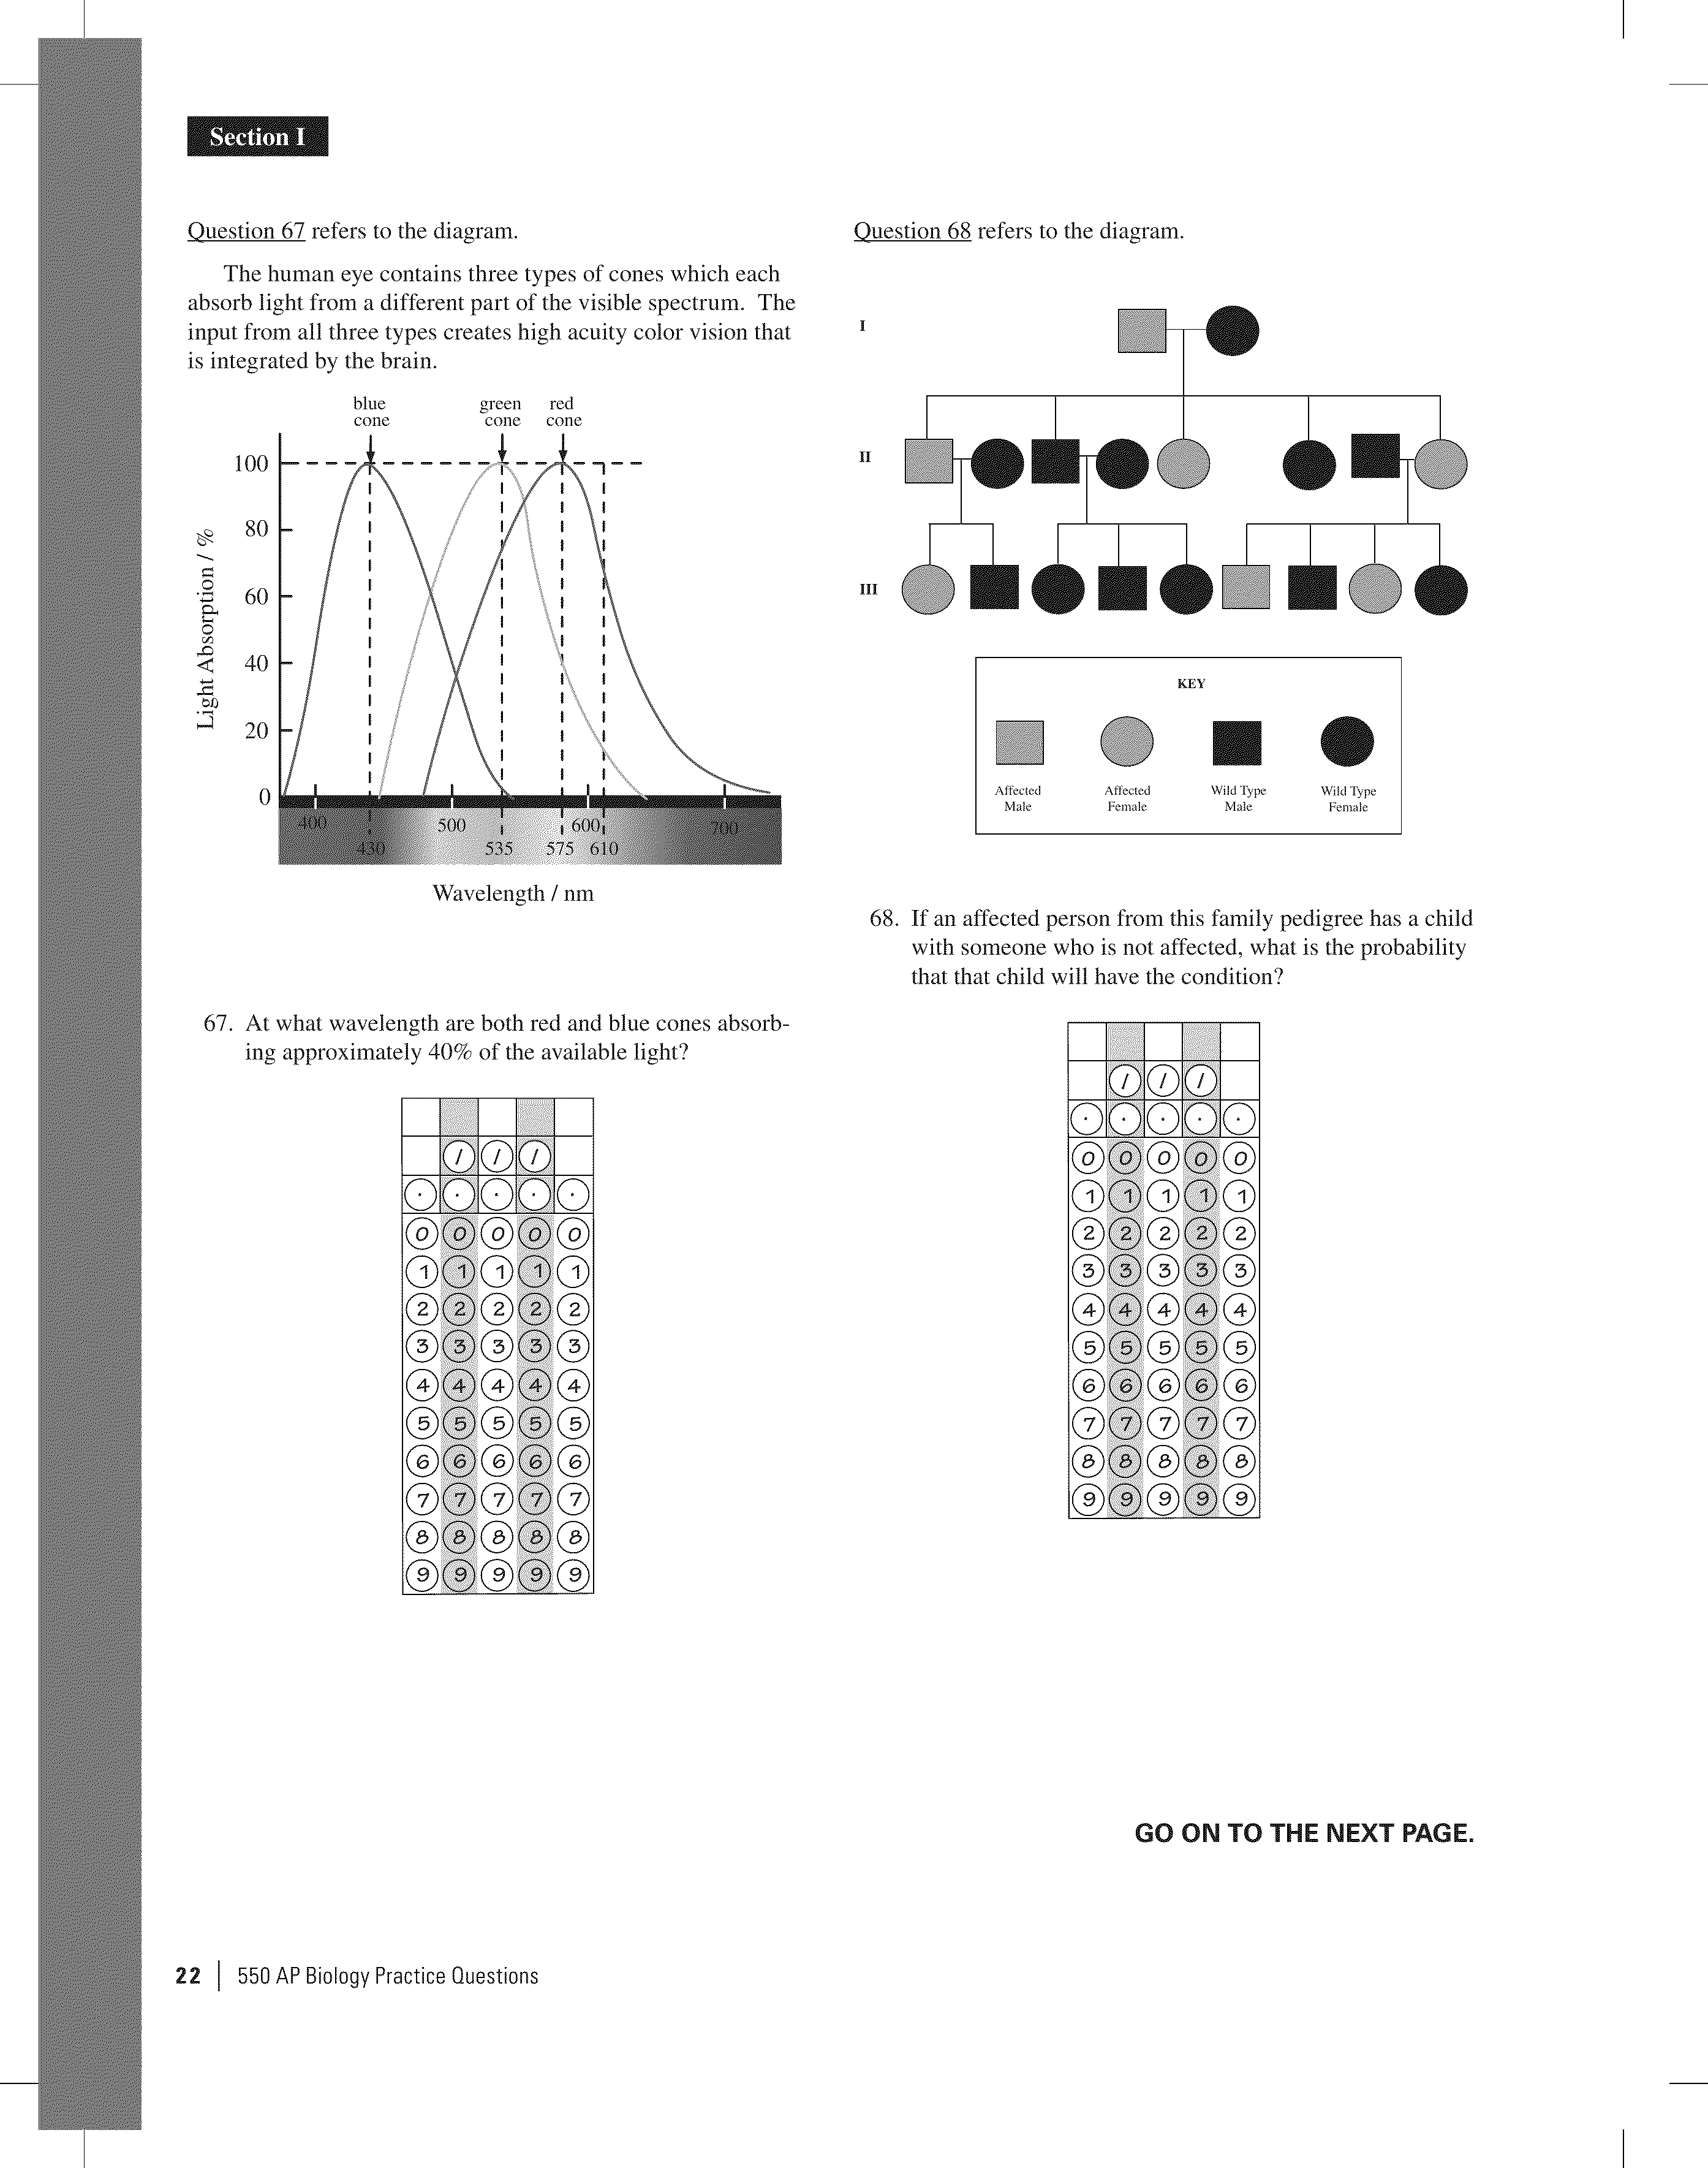 Section I
Question 67 refers to the diagram.
The human eye contains three types of cones which each
absorb light from a different part of the visible spectrum. The
input from all three types creates high acuity color vision that
is integrated by the brain.
blue
cone
green
cone
red
cone
100
80
60
40
20
0
Light Absorption / %
400
500
600
700
430
535
575
610
Wavelength / nm
67. At what wavelength are both red and blue cones absorb-
ing approximately 40% of the available light?
/ / /
. . . . .
0 0 0 0 0
1 1 1 1 1
2 2 2 2 2
3 3 3 3 3
4 4 4 4 4
5 5 5 5 5
6 6 6 6 6
7 7 7 7 7
8 8 8 8 8
9 9 9 9 9
Question 68 refers to the diagram.
I
II
III
KEY
Affected
Male
Affected
Female
Wild Type
Male
Wild Type
Female
68. If an affected person from this family pedigree has a child
with someone who is not affected, what is the probability
that that child will have the condition?
/ / /
. . . . .
0 0 0 0 0
1 1 1 1 1
2 2 2 2 2
3 3 3 3 3
4 4 4 4 4
5 5 5 5 5
6 6 6 6 6
7 7 7 7 7
8 8 8 8 8
9 9 9 9 9
GO ON TO THE NEXT PAGE.
22 | 550 AP Biology Practice Questions